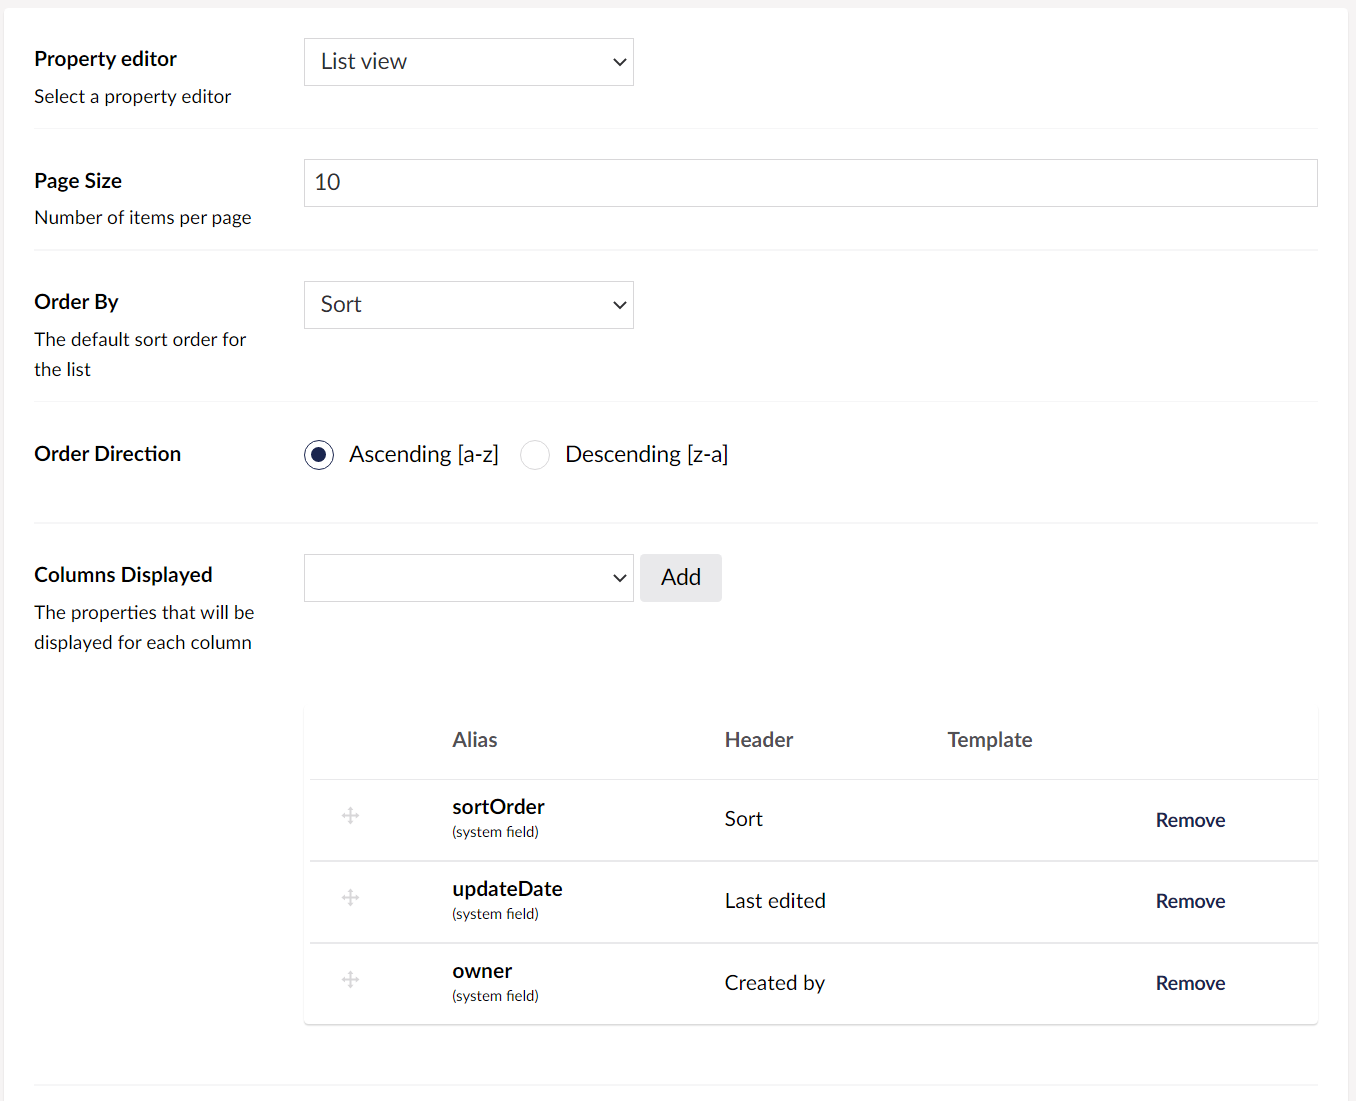 Property editor
List view
Select a property editor
Page Size
10
Number of items per page
Order By
Sort
The default sort order for
the list
Order Direction
Ascending [a-z]
Descending [z-a]
Columns Displayed
Add
The properties that will be
displayed for each column
Alias Header Template
sortOrder
(system field)
Sort
Remove
updateDate
(system field)
Last edited
Remove
owner
(system field)
Created by
Remove